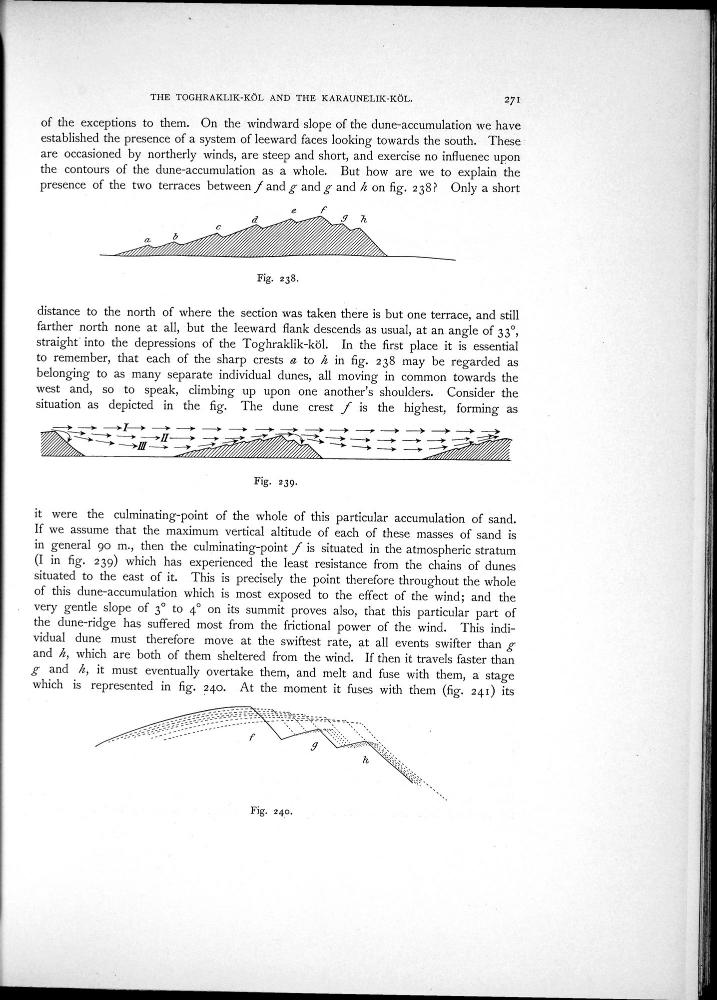 THE TOGHRAKLIK-KÖL AND THE KARAUNELIK-KÖL. 271
of the exceptions to them. On the windward slope of the dune-accumulation we have
established the presence of a system of leeward faces looking towards the south. These
are occasioned by northerly winds, are steep and short, and exercise no influenec upon
the contours of the dune-accumulation as a whole. But how are we to explain the
presence of the two terraces between f and g and g and h on fig. 238? Only a short
a b c d e f g h
Fig. 238.
distance to the north of where the section was taken there is but one terrace, and still
farther north none at all, but the leeward flank descends as usual, at an angle of 33°,
straight into the depressions of the Toghraklik-köl. In the first place it is essential
to remember, that each of the sharp crests a to h in fig. 238 may be regarded as
belonging to as many separate individual dunes, all moving in common towards the
west and, so to speak, climbing up upon one another's shoulders. Consider the
situation as depicted in the fig. The dune crest f is the highest, forming as
I
II
III
Fig. 239.
it were the culminating-point of the whole of this particular accumulation of sand.
If we assume that the maximum vertical altitude of each of these masses of sand is
in general 90 m., then the culminating-point f is situated in the atmospheric stratum
(I in fig. 239) which has experienced the least resistance from the chains of dunes
situated to the east of it. This is precisely the point therefore throughout the whole
of this dune-accumulation which is most exposed to the effect of the wind; and the
very gentle slope of 3° to 4° on its summit proves also, that this particular part of
the dune-ridge has suffered most from the frictional power of the wind. This indi-
vidual dune must therefore move at the swiftest rate, at all events swifter than g
and h, which are both of them sheltered from the wind. If then it travels faster than
g and h, it must eventually overtake them, and melt and fuse with them, a stage
which is represented in fig. 240. At the moment it fuses with them (fig. 241) its
f g h
Fig. 240.